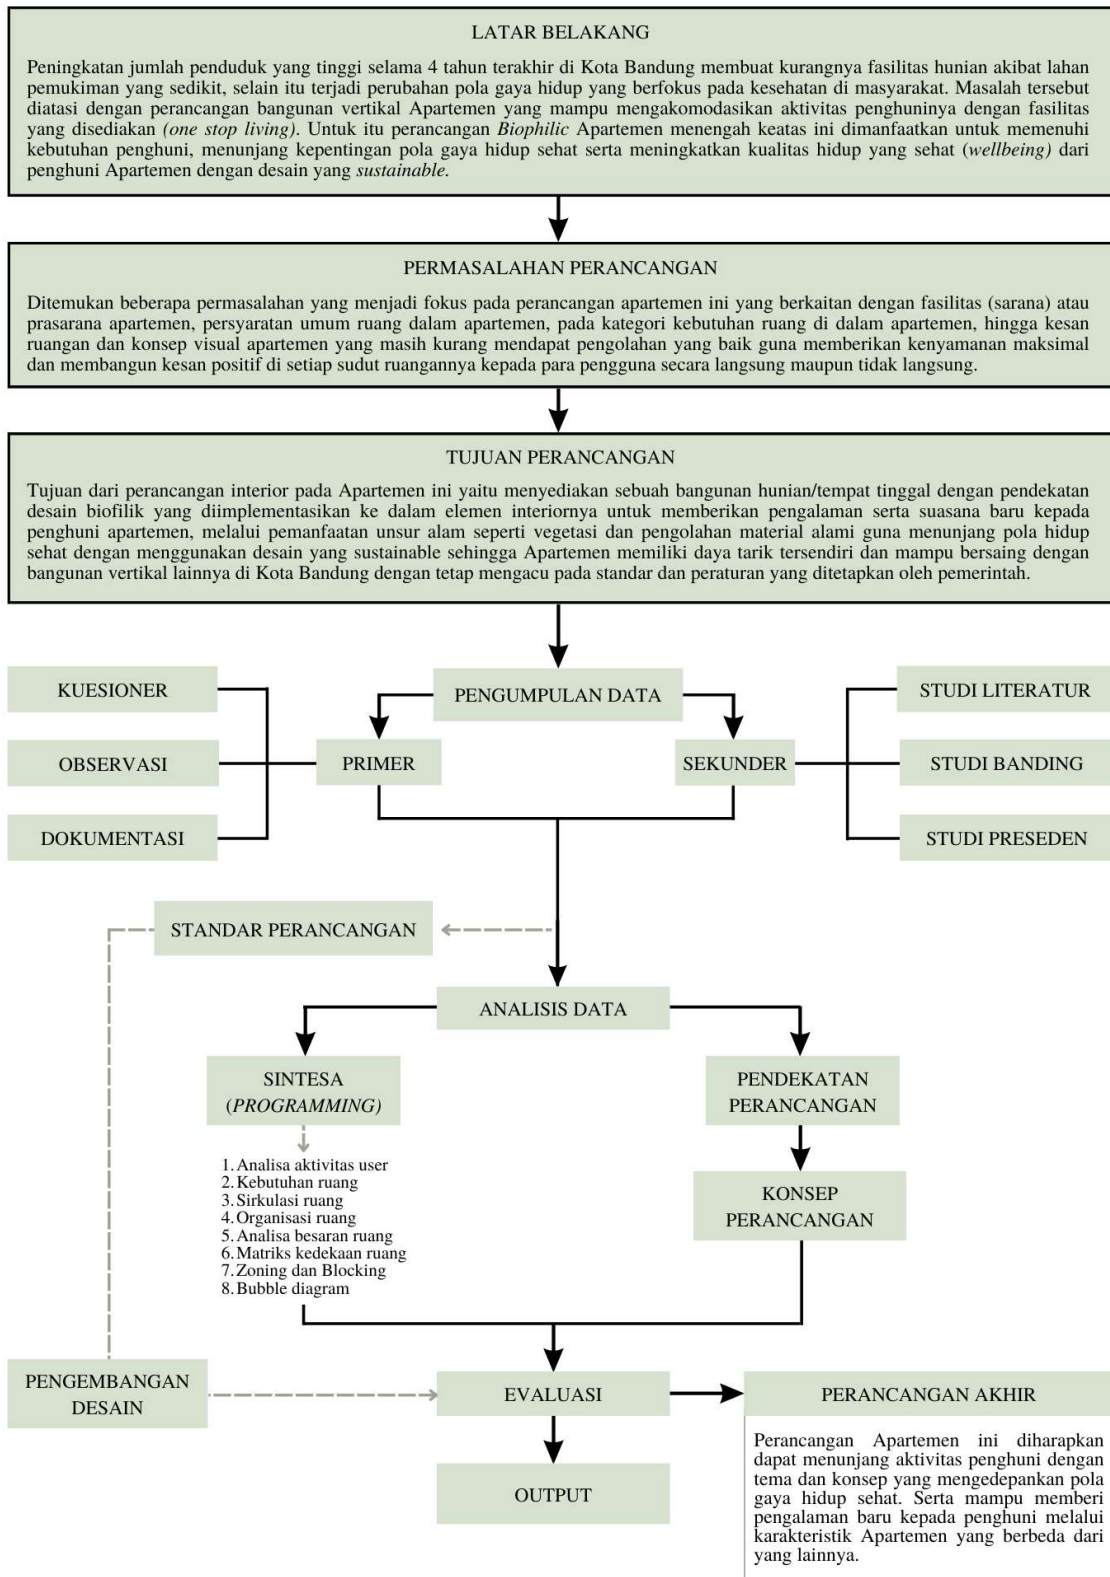 LATAR BELAKANG
Peningkatan jumlah penduduk yang tinggi selama 4 tahun terakhir di Kota Bandung membuat kurangnya fasilitas hunian akibat lahan
pemukiman yang sedikit, selain itu terjadi perubahan pola gaya hidup yang berfokus pada kesehatan di masyarakat. Masalah tersebut
diatasi dengan perancangan bangunan vertikal Apartemen yang mampu mengakomodasikan aktivitas penghuninya dengan fasilitas
yang disediakan (one stop living). Untuk itu perancangan Biophilic Apartemen menengah keatas ini dimanfaatkan untuk memenuhi
kebutuhan penghuni, menunjang kepentingan pola gaya hidup sehat serta meningkatkan kualitas hidup yang sehat (wellbeing) dari
penghuni Apartemen dengan desain yang sustainable.
PERMASALAHAN PERANCANGAN
Ditemukan beberapa permasalahan yang menjadi fokus pada perancangan apartemen ini yang berkaitan dengan fasilitas (sarana) atau
prasarana apartemen, persyaratan umum ruang dalam apartemen, pada kategori kebutuhan ruang di dalam apartemen, hingga kesan
ruangan dan konsep visual apartemen yang masih kurang mendapat pengolahan yang baik guna memberikan kenyamanan maksimal
dan membangun kesan positif di setiap sudut ruangannya kepada para pengguna secara langsung maupun tidak langsung.
TUJUAN PERANCANGAN
Tujuan dari perancangan interior pada Apartemen ini yaitu menyediakan sebuah bangunan hunian/tempat tinggal dengan pendekatan
desain biofilik yang diimplementasikan ke dalam elemen interiornya untuk memberikan pengalaman serta suasana baru kepada
penghuni apartemen, melalui pemanfaatan unsur alam seperti vegetasi dan pengolahan material alami guna menunjang pola hidup
sehat dengan menggunakan desain yang sustainable sehingga Apartemen memiliki daya tarik tersendiri dan mampu bersaing dengan
bangunan vertikal lainnya di Kota Bandung dengan tetap mengacu pada standar dan peraturan yang ditetapkan oleh pemerintah.
PENGUMPULAN DATA
KUESIONER
OBSERVASI
DOKUMENTASI
PRIMER
SEKUNDER
STUDI LITERATUR
STUDI BANDING
STUDI PRESEDEN
STANDAR PERANCANGAN
ANALISIS DATA
SINTESA
(PROGRAMMING)
1. Analisa aktivitas user
2. Kebutuhan ruang
3. Sirkulasi ruang
4. Organisasi ruang
5. Analisa besaran ruang
6. Matriks kedekaan ruang
7. Zoning dan Blocking
8. Bubble diagram
PENDEKATAN
PERANCANGAN
KONSEP
PERANCANGAN
PENGEMBANGAN
DESAIN
EVALUASI
OUTPUT
PERANCANGAN AKHIR
Perancangan Apartemen ini diharapkan
dapat menunjang aktivitas penghuni dengan
tema dan konsep yang mengedepankan pola
gaya hidup sehat. Serta mampu memberi
pengalaman baru kepada penghuni melalui
karakteristik Apartemen yang berbeda dari
yang lainnya.